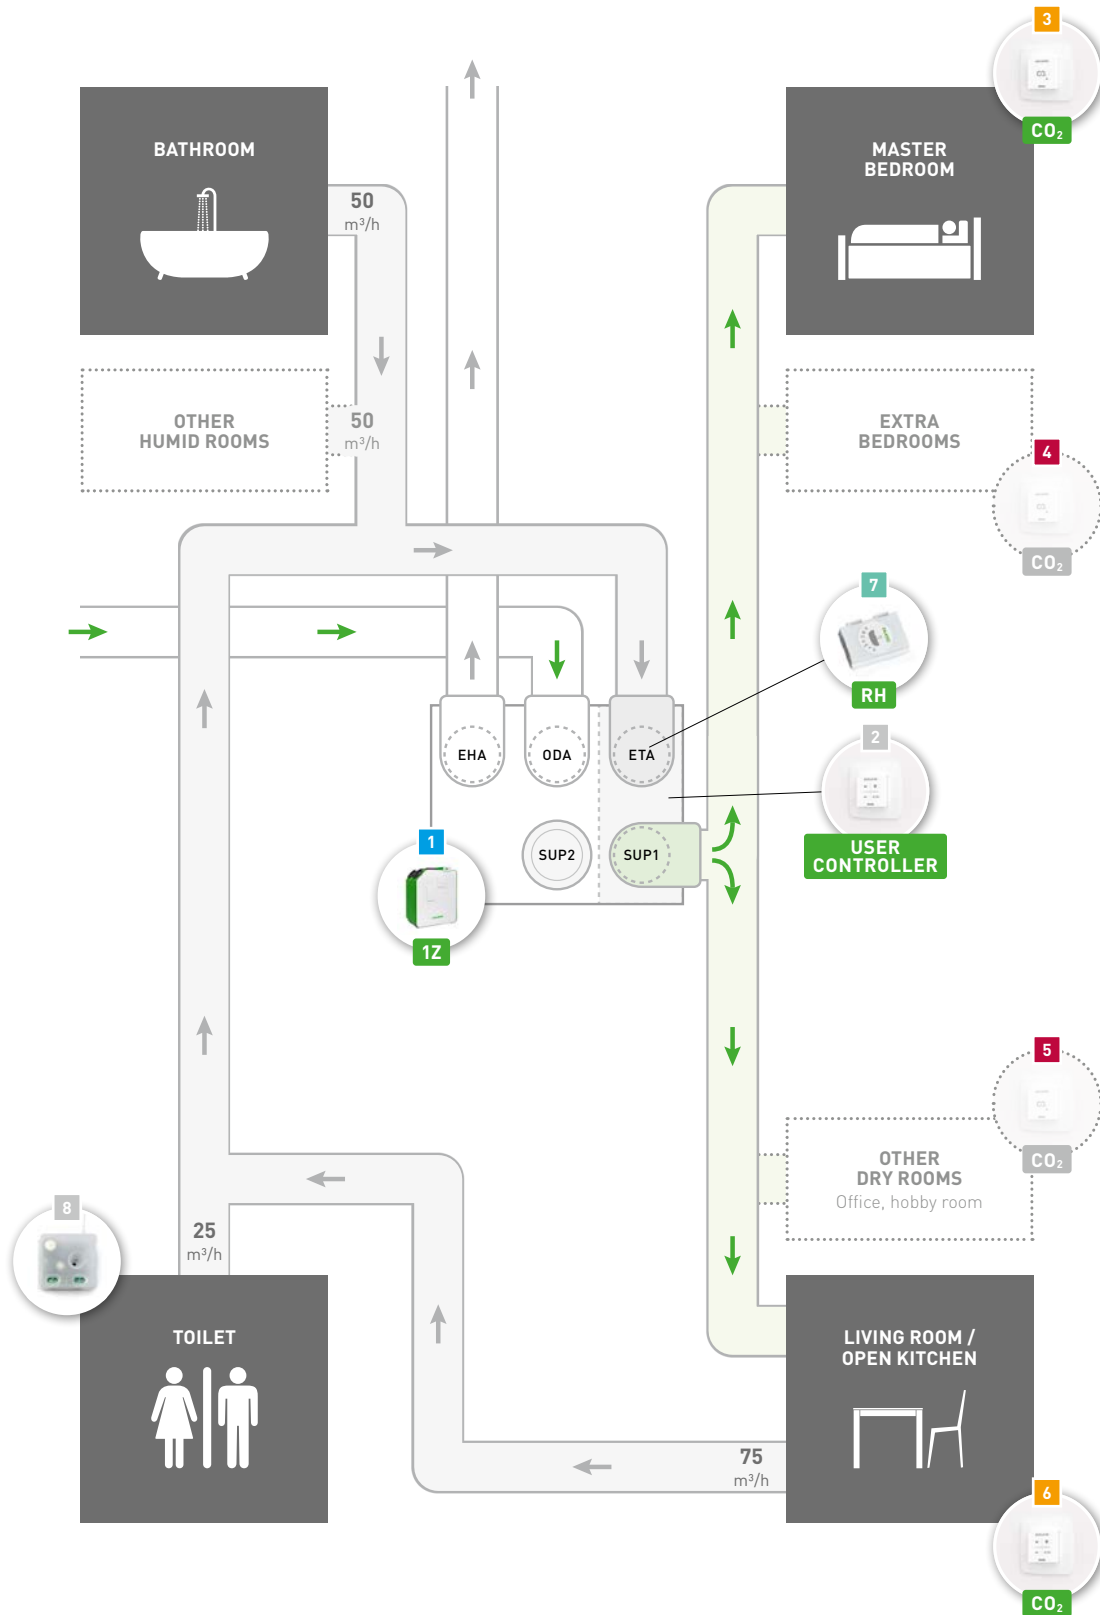 3
CO₂
BATHROOM
MASTER
BEDROOM
50
m³/h
OTHER
HUMID ROOMS
50
m³/h
EXTRA
BEDROOMS
4
CO₂
7
RH
2
USER
CONTROLLER
EHA
ODA
ETA
SUP2
SUP1
1
1Z
5
CO₂
OTHER
DRY ROOMS
Office, hobby room
8
25
m³/h
TOILET
LIVING ROOM /
OPEN KITCHEN
75
m³/h
6
CO₂